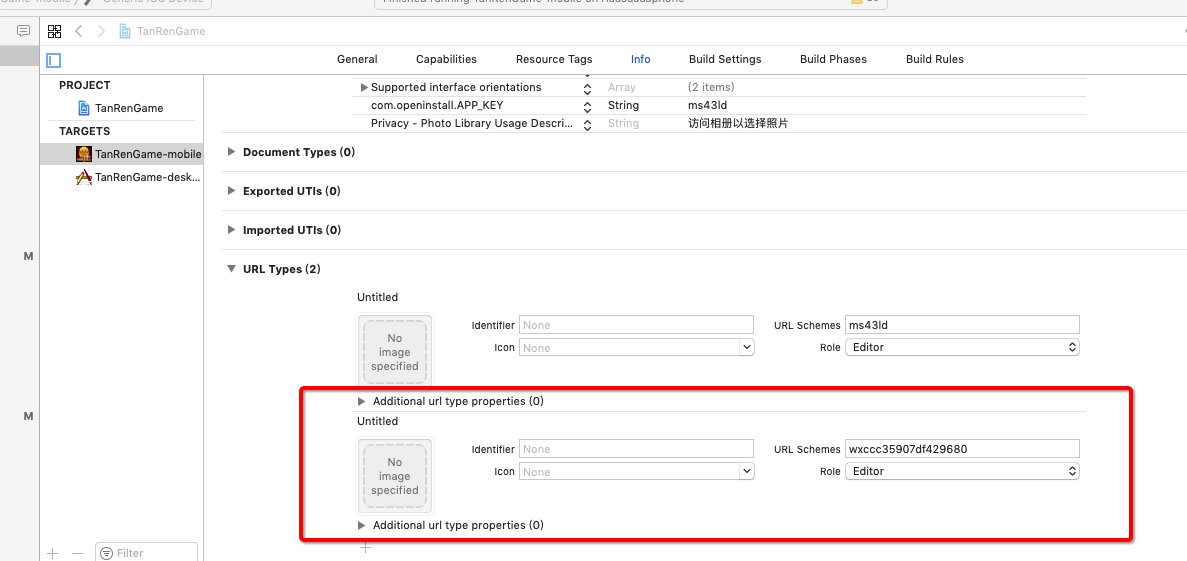 TanRenGame
General Capabilities Resource Tags Info Build Settings Build Phases Build Rules
PROJECT
TanRenGame
TARGETS
TanRenGame-mobile
TanRenGame-desk...
Supported interface orientations Array (2 items)
com.openinstall.APP_KEY String ms43ld
Privacy - Photo Library Usage Descri... String 访问相册以选择照片
Document Types (0)
Exported UTIs (0)
Imported UTIs (0)
URL Types (2)
Untitled
No image specified
Identifier None URL Schemes ms43ld
Icon None Role Editor
Additional url type properties (0)
Untitled
No image specified
Identifier None URL Schemes wxccc35907df429680
Icon None Role Editor
Additional url type properties (0)
M
M
Filter